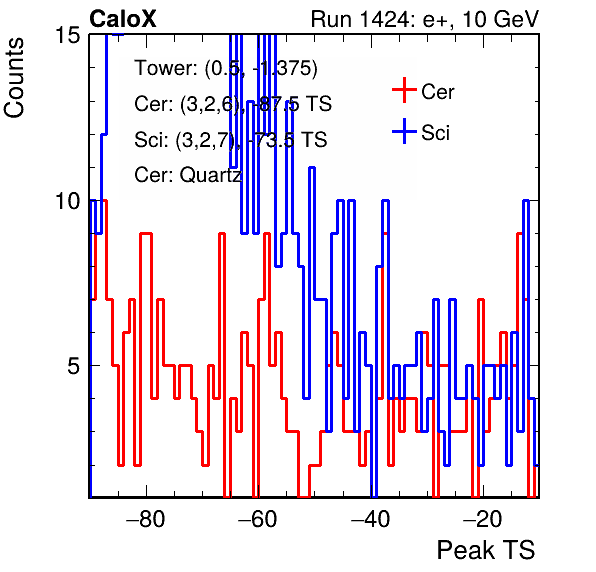 CaloX Run 1424: e+, 10 GeV
Counts
15
Tower: (0.5, -1.375)
Cer: (3,2,6), -87.5 TS
Sci: (3,2,7), -73.5 TS
Cer: Quartz
Cer
Sci
10
5
−80 −60 −40 −20
Peak TS